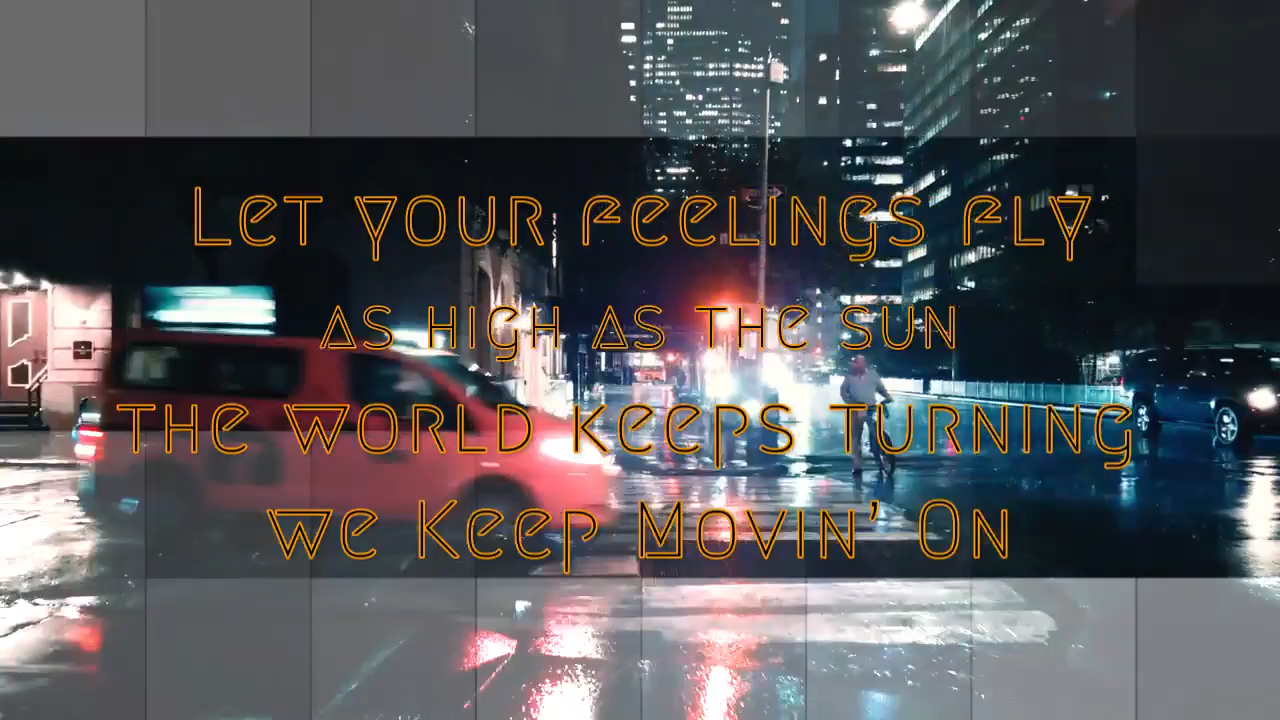 Let your feelings fly
as high as the sun
the world keeps turning
we Keep Movin' On